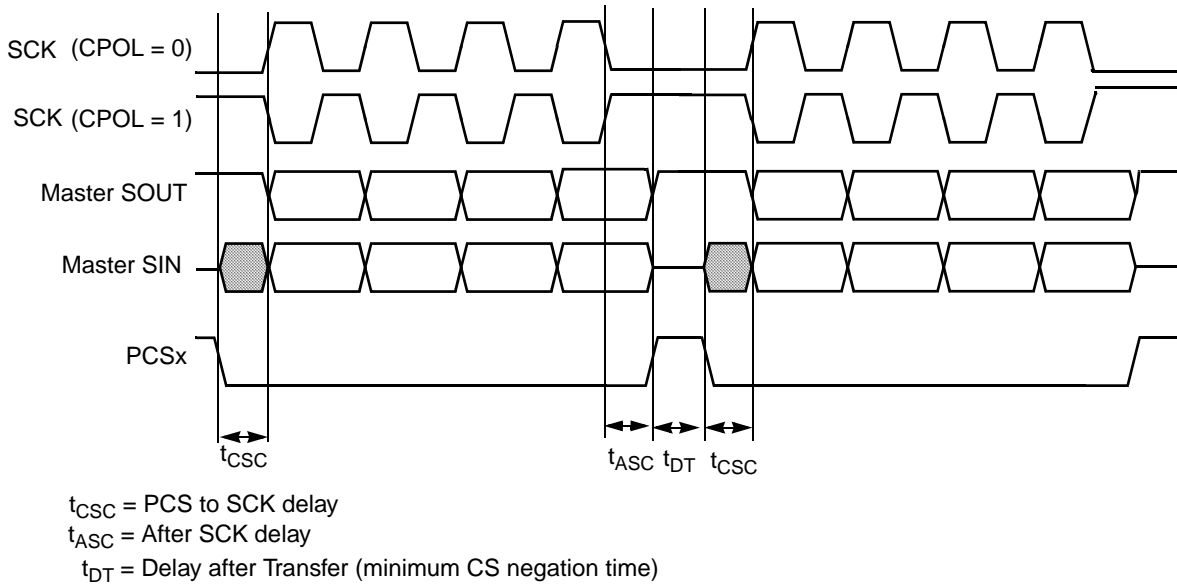 SCK (CPOL = 0)
SCK (CPOL = 1)
Master SOUT
Master SIN
PCSx
tCSC
tASC tDT tCSC
tCSC = PCS to SCK delay
tASC = After SCK delay
tDT = Delay after Transfer (minimum CS negation time)